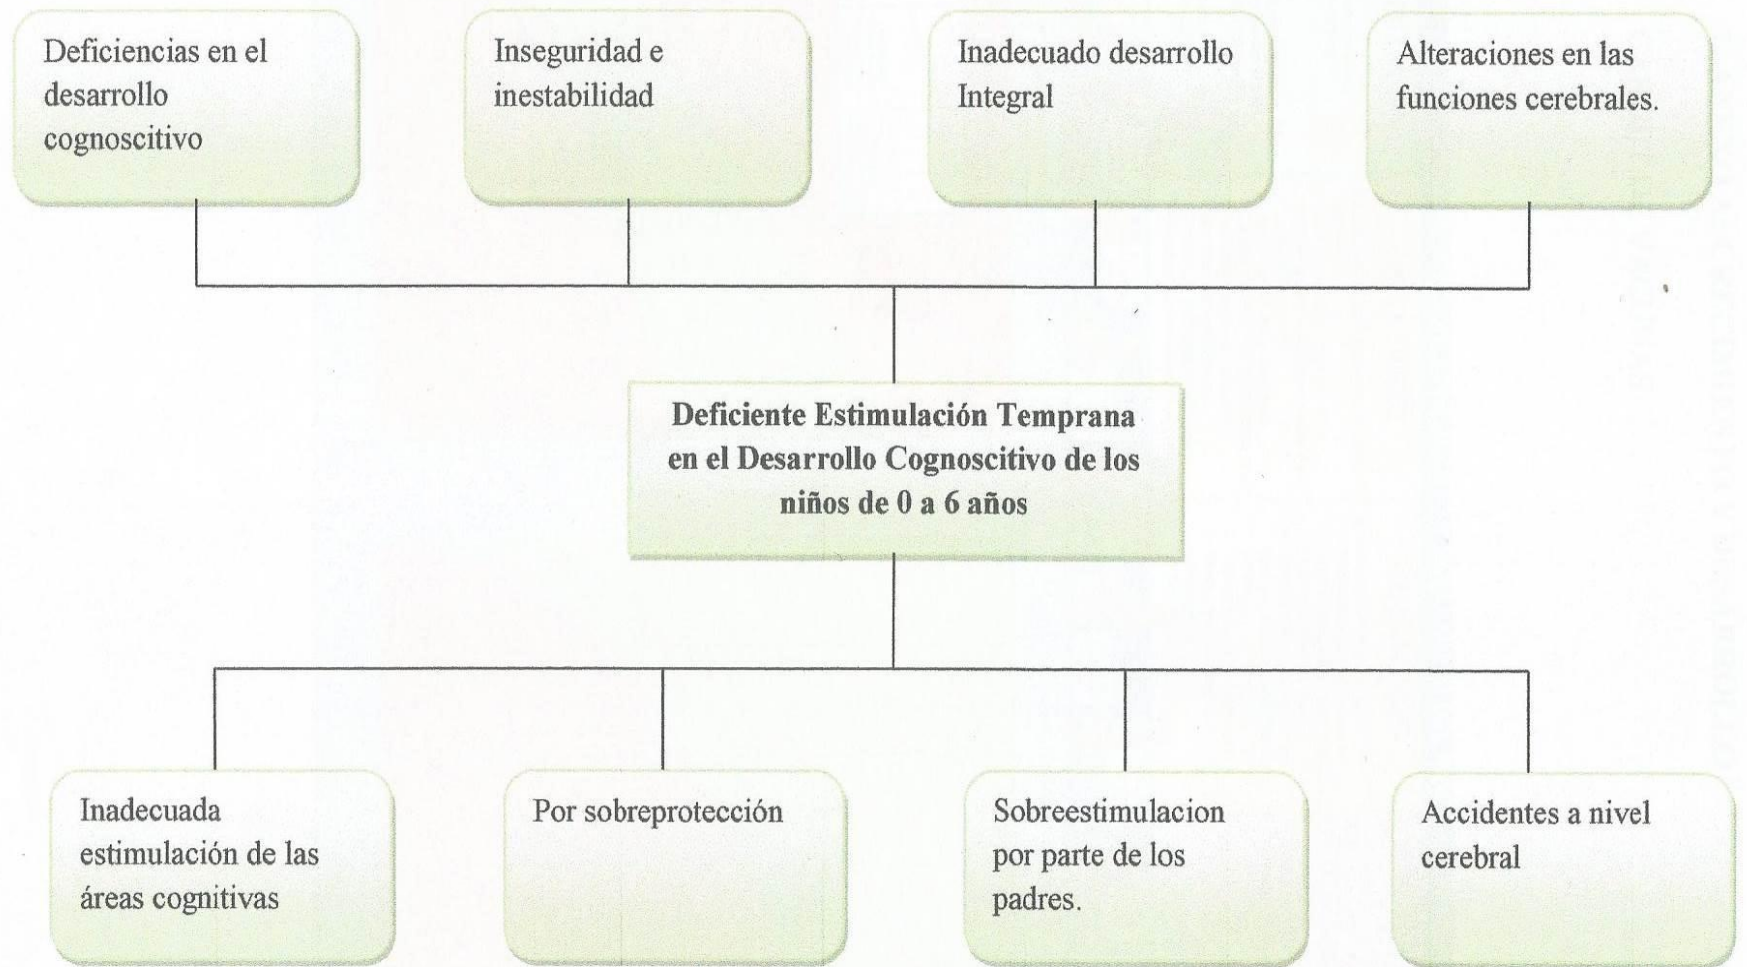 Deficiencias en el
desarrollo
cognoscitivo
Inseguridad e
inestabilidad
Inadecuado desarrollo
Integral
Alteraciones en las
funciones cerebrales.
Deficiente Estimulación Temprana
en el Desarrollo Cognoscitivo de los
niños de 0 a 6 años
Inadecuada
estimulación de las
áreas cognitivas
Por sobreprotección
Sobreestimulacion
por parte de los
padres.
Accidentes a nivel
cerebral